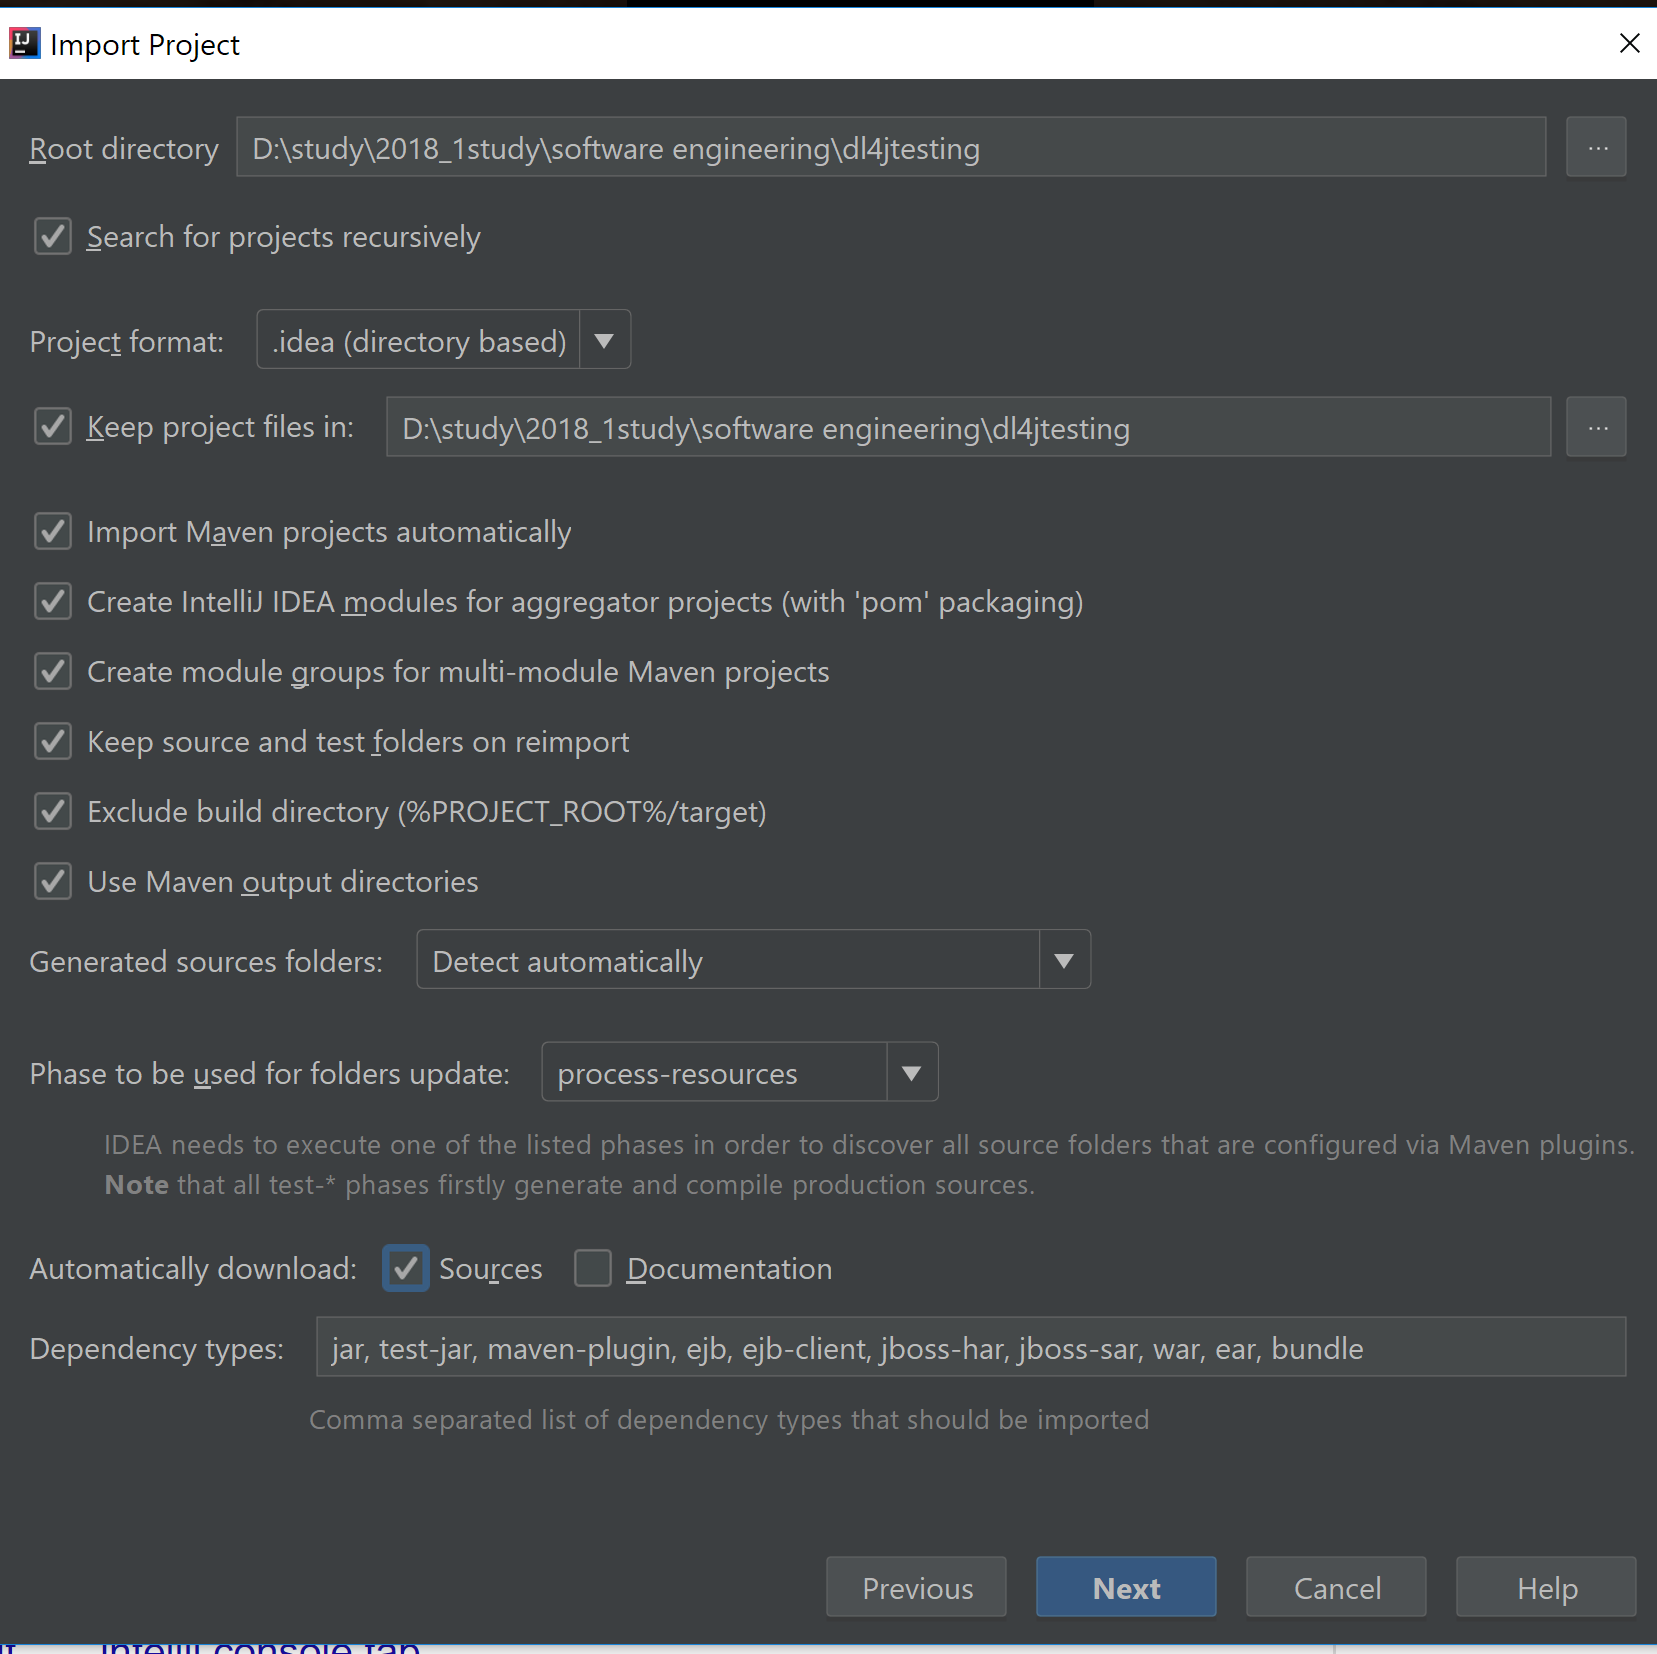 IJ Import Project
Root directory D:\study\2018_1study\software engineering\dl4jtesting ...
Search for projects recursively
Project format: .idea (directory based)
Keep project files in: D:\study\2018_1study\software engineering\dl4jtesting ...
Import Maven projects automatically
Create IntelliJ IDEA modules for aggregator projects (with 'pom' packaging)
Create module groups for multi-module Maven projects
Keep source and test folders on reimport
Exclude build directory (%PROJECT_ROOT%/target)
Use Maven output directories
Generated sources folders: Detect automatically
Phase to be used for folders update: process-resources
IDEA needs to execute one of the listed phases in order to discover all source folders that are configured via Maven plugins.
Note that all test-* phases firstly generate and compile production sources.
Automatically download: Sources Documentation
Dependency types: jar, test-jar, maven-plugin, ejb, ejb-client, jboss-har, jboss-sar, war, ear, bundle
Comma separated list of dependency types that should be imported
Previous Next Cancel Help
console tap